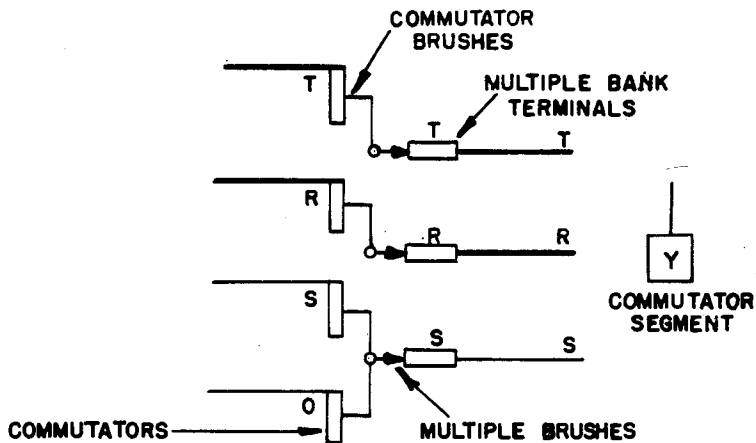 COMMUTATOR
BRUSHES
T
MULTIPLE BANK
TERMINALS
T
T
R
R
R
Y
COMMUTATOR
SEGMENT
S
S
S
O
COMMUTATORS
MULTIPLE BRUSHES